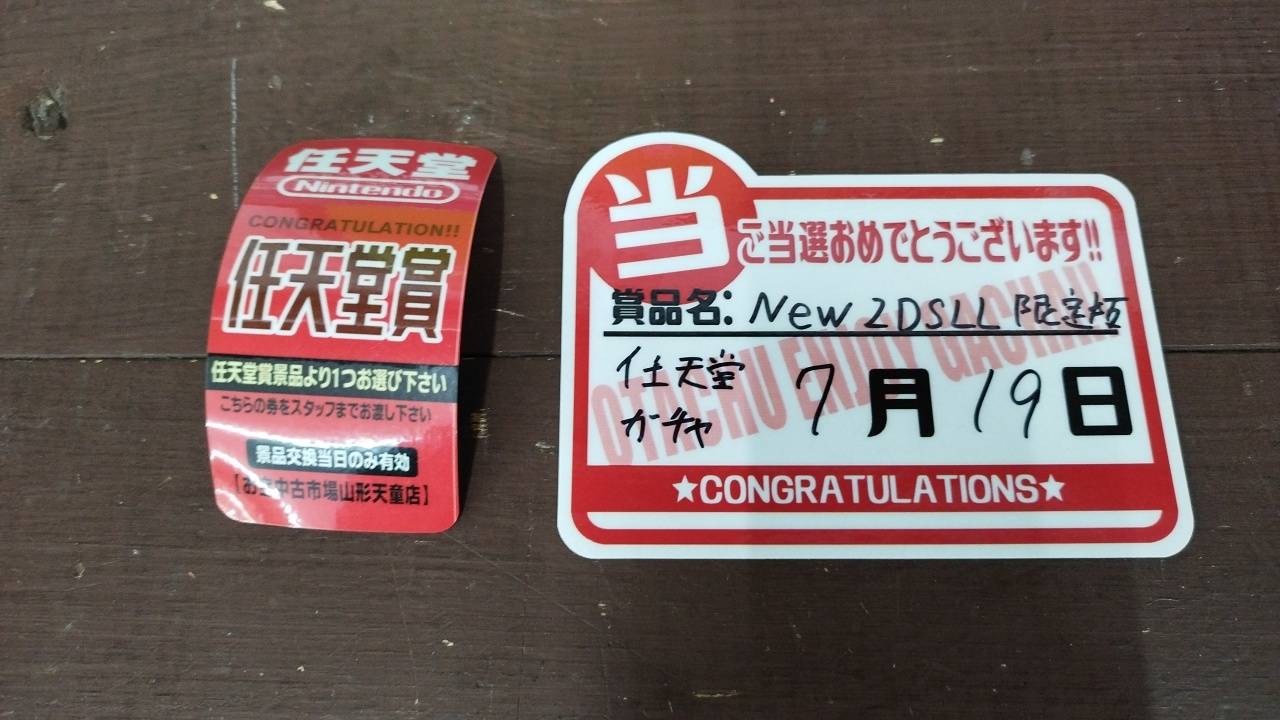 任天堂
Nintendo
CONGRATULATION!!
任天堂賞
任天堂賞景品より1つお選び下さい
こちらの券をスタッフまでお渡し下さい
景品交換当日のみ有効
【お宝中古市場山形天童店】
当
ご当選おめでとうございます!!
賞品名: New 2DSLL 限定版
OTACHU ENJOY GACHA!!
任天堂
ガチャ
7月19日
★CONGRATULATIONS★